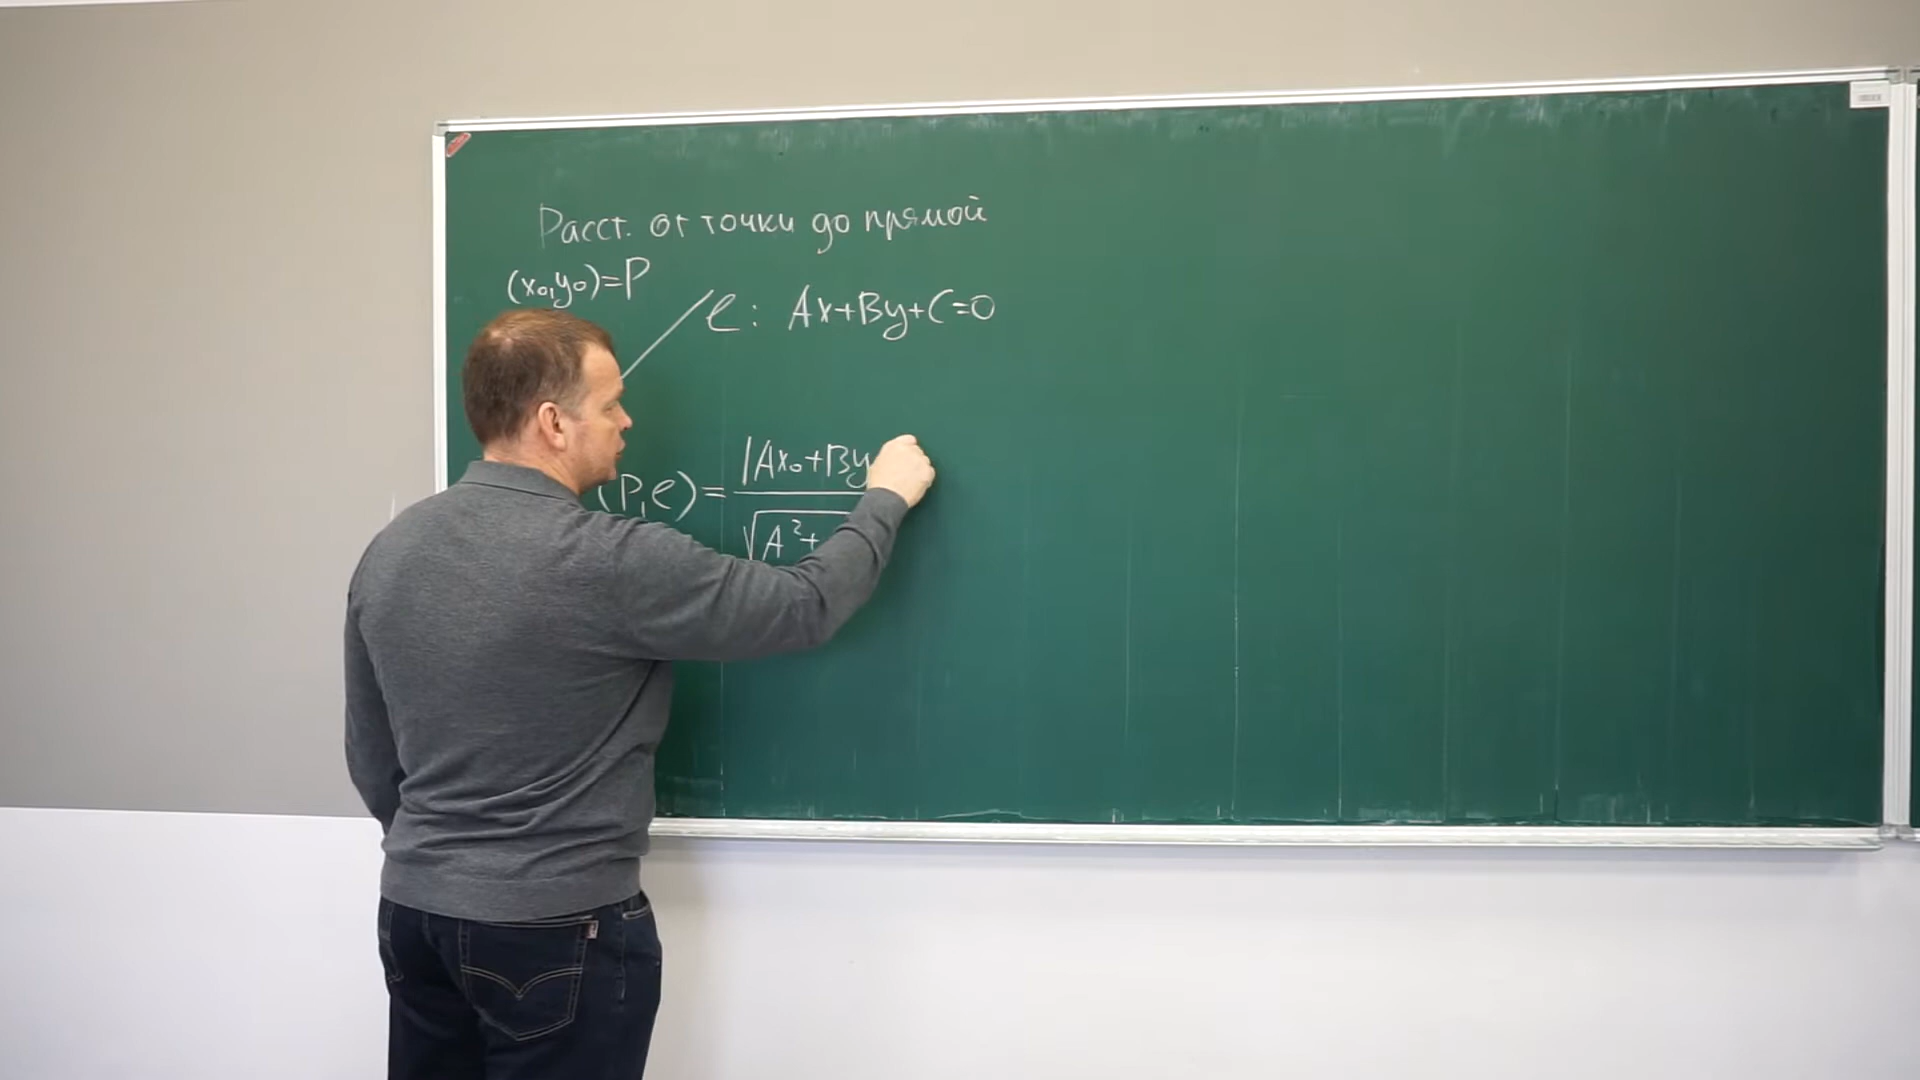 Расст. от точки до прямой
(x₀,y₀)=P
ℓ: Ax+By+C=0
(P,ℓ)=
|Ax₀+By
√A²+